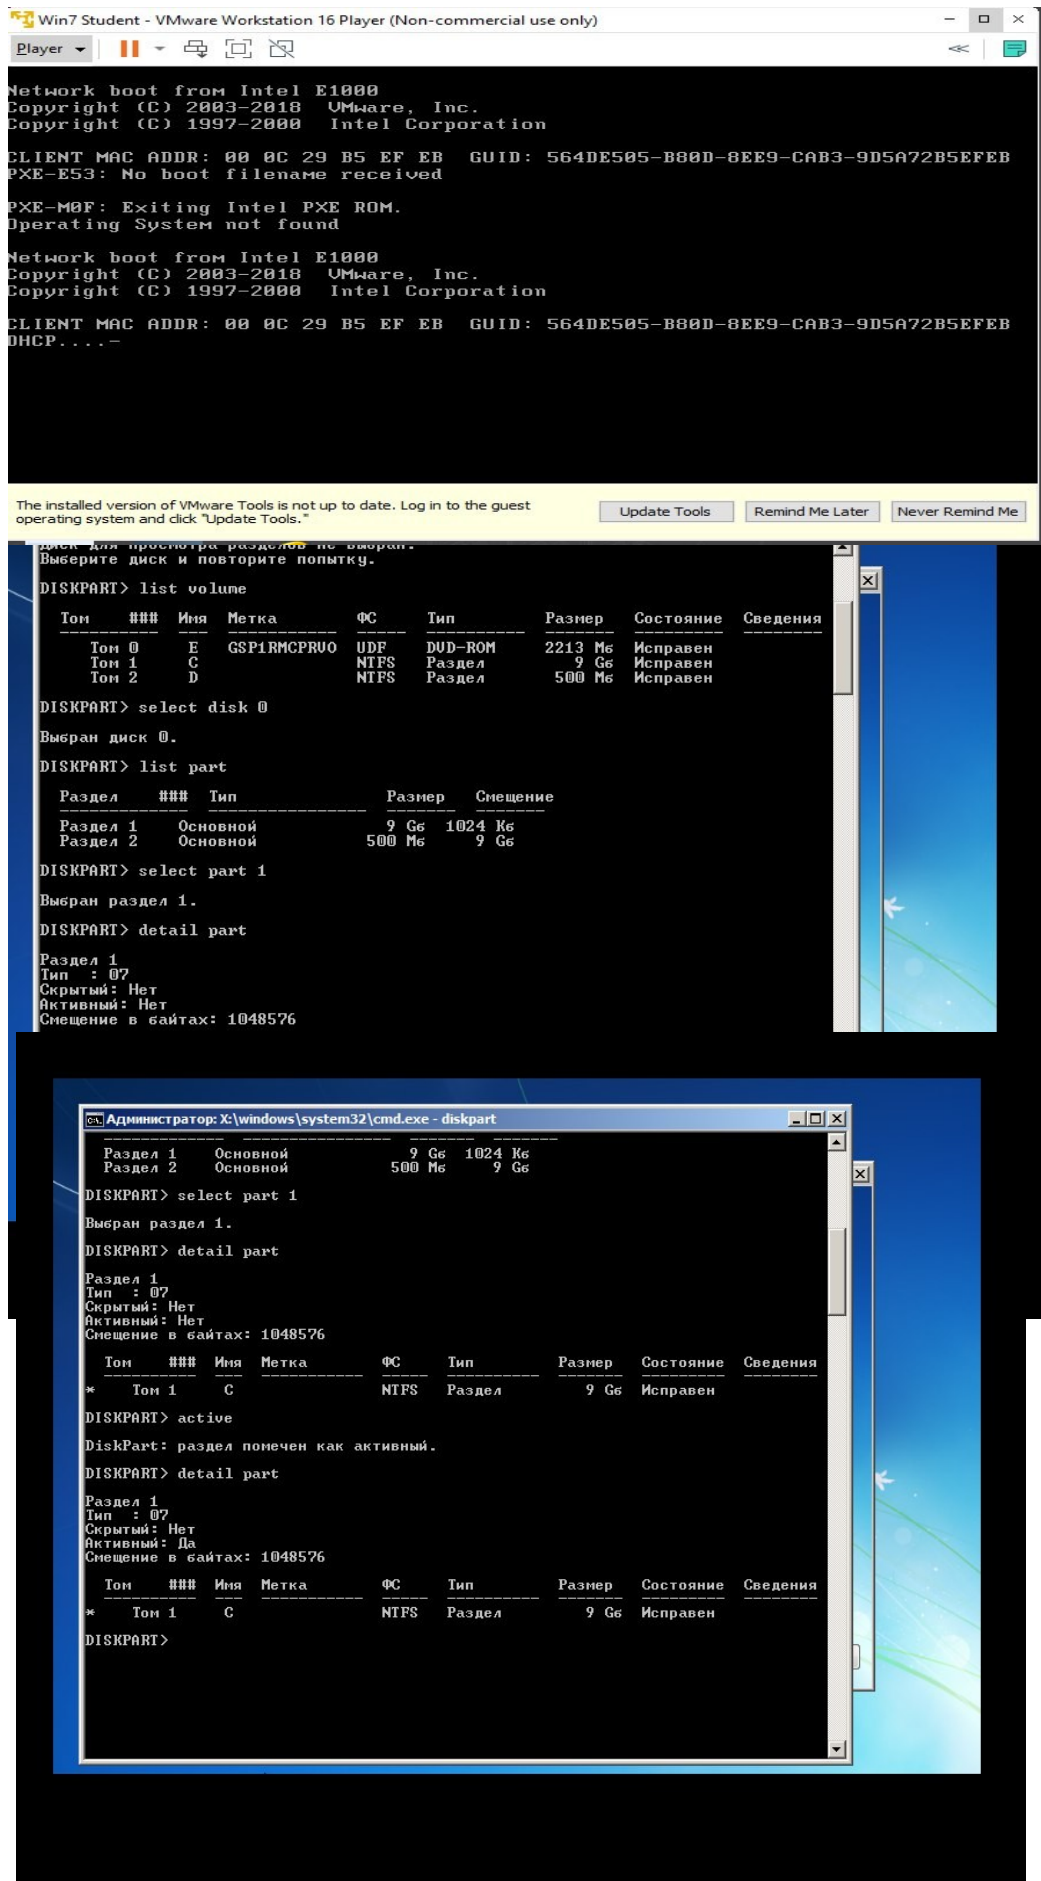 Win7 Student - VMware Workstation 16 Player (Non-commercial use only)
Player
Network boot from Intel E1000
Copyright (C) 2003-2018  VMware, Inc.
Copyright (C) 1997-2000  Intel Corporation
CLIENT MAC ADDR: 00 0C 29 B5 EF EB  GUID: 564DE505-B80D-8EE9-CAB3-9D5A72B5EFEB
PXE-E53: No boot filename received
PXE-M0F: Exiting Intel PXE ROM.
Operating System not found
Network boot from Intel E1000
Copyright (C) 2003-2018  VMware, Inc.
Copyright (C) 1997-2000  Intel Corporation
CLIENT MAC ADDR: 00 0C 29 B5 EF EB  GUID: 564DE505-B80D-8EE9-CAB3-9D5A72B5EFEB
DHCP....-
The installed version of VMware Tools is not up to date. Log in to the guest
operating system and click "Update Tools."
Update Tools
Remind Me Later
Never Remind Me
Диск для просмотра разделов не выбран.
Выберите диск и повторите попытку.
DISKPART> list volume
Том ### Имя Метка ФС Тип Размер Состояние Сведения
Том 0 E GSP1RMCPRVO UDF DVD-ROM 2213 Мб Исправен
Том 1 C NTFS Раздел 9 Gб Исправен
Том 2 D NTFS Раздел 500 Мб Исправен
DISKPART> select disk 0
Выбран диск 0.
DISKPART> list part
Раздел ### Тип Размер Смещение
Раздел 1 Основной 9 Gб 1024 Кб
Раздел 2 Основной 500 Мб 9 Gб
DISKPART> select part 1
Выбран раздел 1.
DISKPART> detail part
Раздел 1
Тип : 07
Скрытый: Нет
Активный: Нет
Смещение в байтах: 1048576
Администратор: X:\windows\system32\cmd.exe - diskpart
Раздел 1 Основной 9 Gб 1024 Кб
Раздел 2 Основной 500 Мб 9 Gб
DISKPART> select part 1
Выбран раздел 1.
DISKPART> detail part
Раздел 1
Тип : 07
Скрытый: Нет
Активный: Нет
Смещение в байтах: 1048576
Том ### Имя Метка ФС Тип Размер Состояние Сведения
* Том 1 C NTFS Раздел 9 Gб Исправен
DISKPART> active
DiskPart: раздел помечен как активный.
DISKPART> detail part
Раздел 1
Тип : 07
Скрытый: Нет
Активный: Да
Смещение в байтах: 1048576
Том ### Имя Метка ФС Тип Размер Состояние Сведения
* Том 1 C NTFS Раздел 9 Gб Исправен
DISKPART>